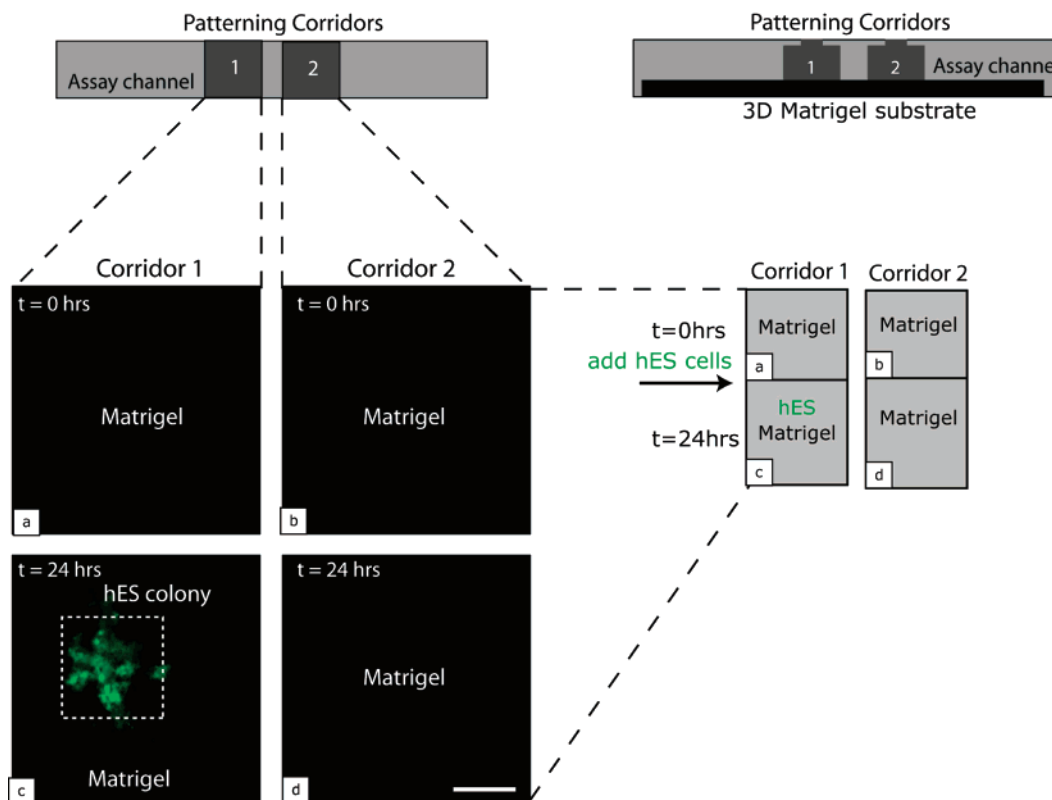 Patterning Corridors
1
2
Assay channel
Patterning Corridors
1
2
Assay channel
3D Matrigel substrate
Corridor 1
Corridor 2
t = 0 hrs
Matrigel
a
t = 0 hrs
Matrigel
b
t = 24 hrs
hES colony
Matrigel
c
t = 24 hrs
Matrigel
d
Corridor 1
Corridor 2
t=0hrs
add hES cells
t=24hrs
Matrigel
a
Matrigel
b
hES
Matrigel
c
Matrigel
d